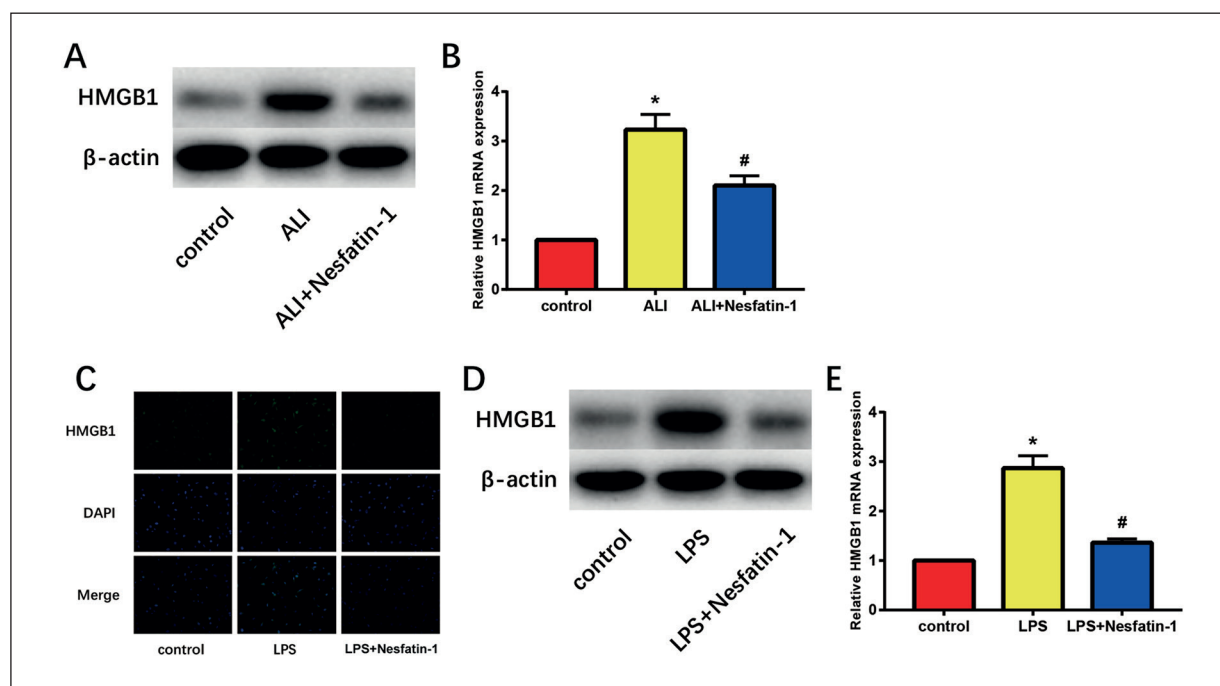 A
HMGB1
β-actin
control
ALI
ALI+Nesfatin-1
B
Relative HMGB1 mRNA expression
5
4
3
2
1
0
*
#
control
ALI
ALI+Nesfatin-1
C
HMGB1
DAPI
Merge
control
LPS
LPS+Nesfatin-1
D
HMGB1
β-actin
control
LPS
LPS+Nesfatin-1
E
Relative HMGB1 mRNA expression
4
3
2
1
0
*
#
control
LPS
LPS+Nesfatin-1